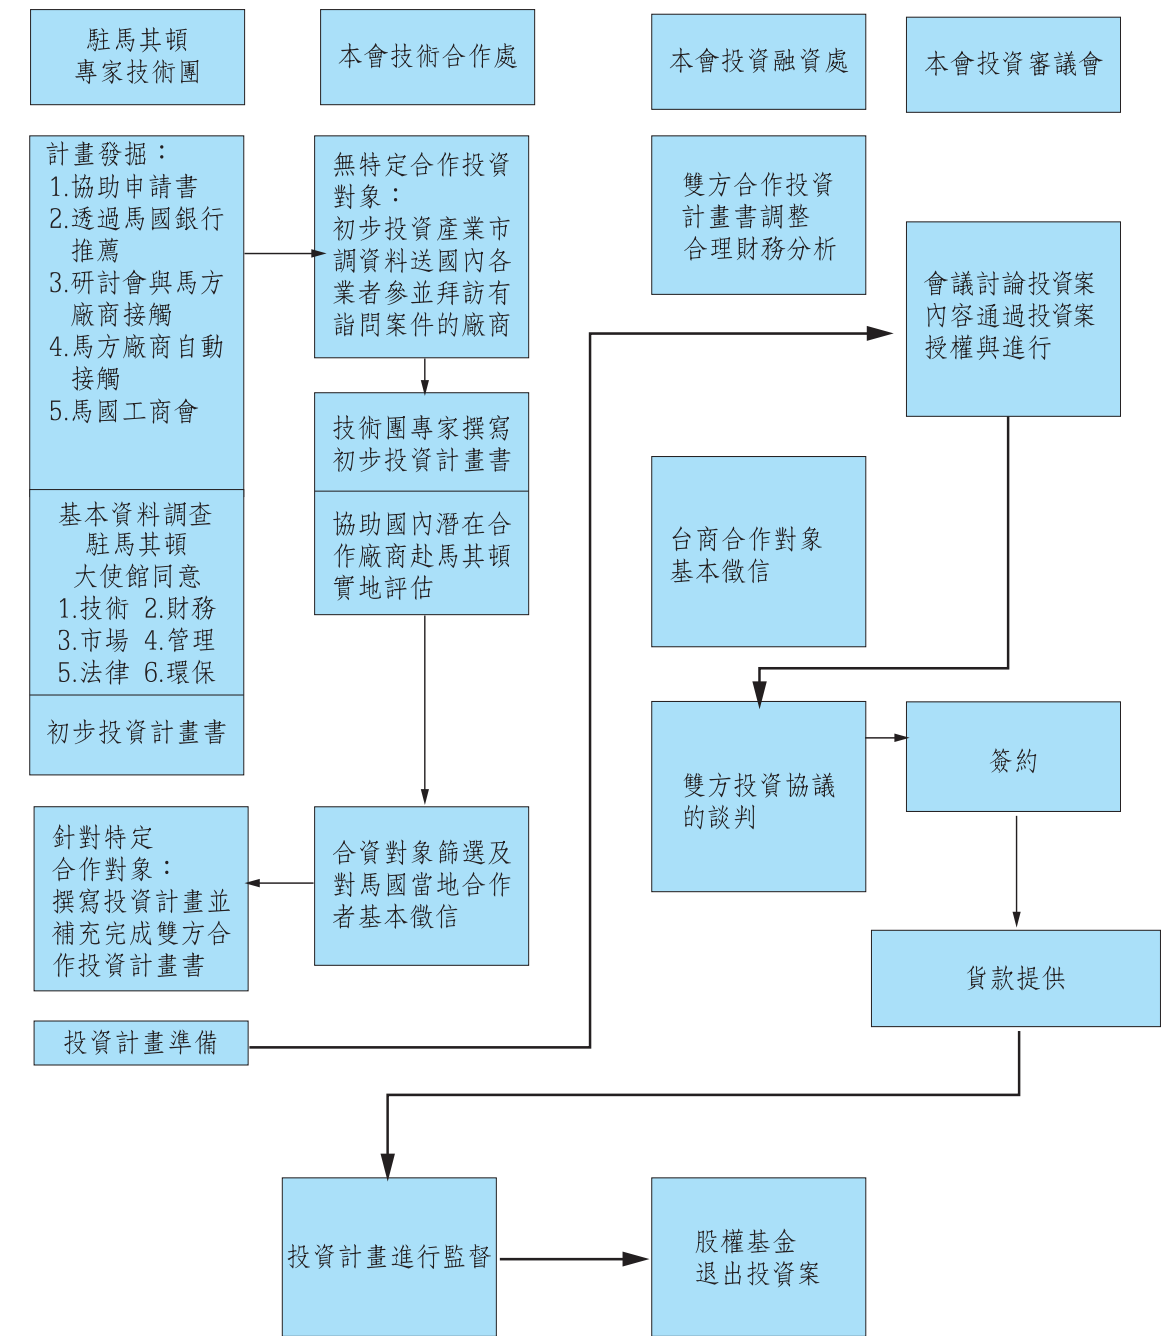 駐馬其頓
專家技術團
本會技術合作處
本會投資融資處
本會投資審議會
計畫發掘：
1.協助申請書
2.透過馬國銀行
推薦
3.研討會與馬方
廠商接觸
4.馬方廠商自動
接觸
5.馬國工商會
基本資料調查
駐馬其頓
大使館同意
1.技術 2.財務
3.市場 4.管理
5.法律 6.環保
初步投資計畫書
無特定合作投資
對象：
初步投資產業市
調資料送國內各
業者參並拜訪有
詣問案件的廠商
技術團專家撰寫
初步投資計畫書
協助國內潛在合
作廠商赴馬其頓
實地評估
合資對象篩選及
對馬國當地合作
者基本徵信
針對特定
合作對象：
撰寫投資計畫並
補充完成雙方合
作投資計畫書
投資計畫準備
雙方合作投資
計畫書調整
合理財務分析
會議討論投資案
內容通過投資案
授權與進行
台商合作對象
基本徵信
雙方投資協議
的談判
簽約
貨款提供
投資計畫進行監督
股權基金
退出投資案